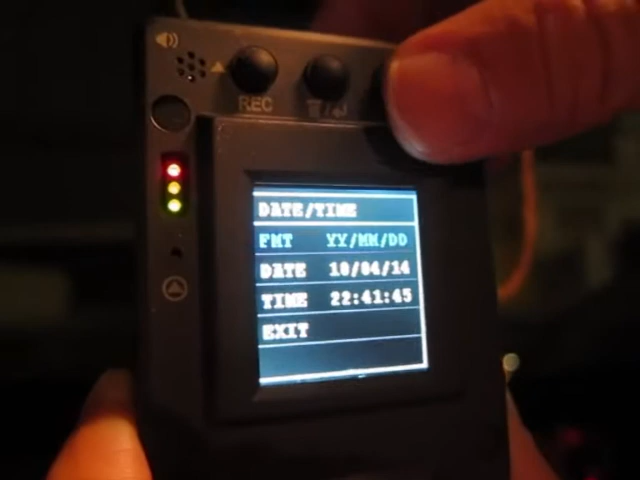 REC
DATE/TIME
FMT YY/MM/DD
DATE 10/04/14
TIME 22:41:45
EXIT